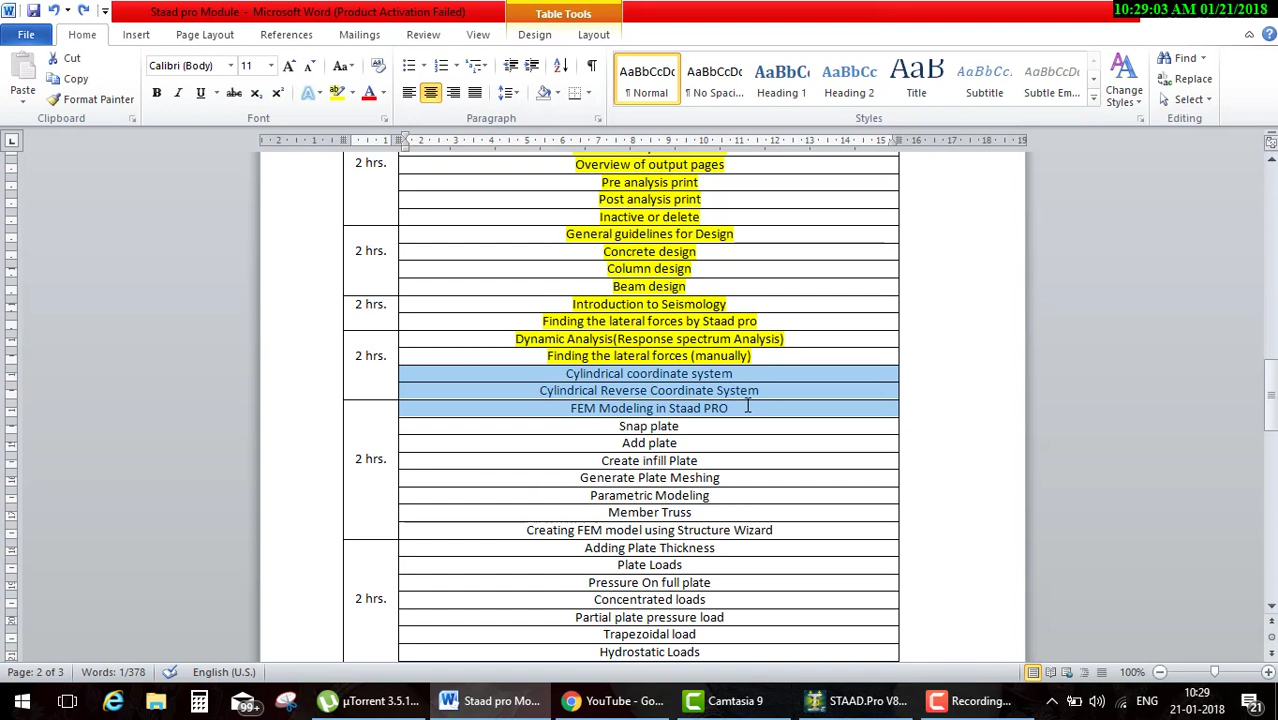 Staad pro Module - Microsoft Word (Product Activation Failed)
Table Tools
10:29:03 AM 01/21/2018
File
Home
Insert
Page Layout
References
Mailings
Review
View
Design
Layout
Paste
Cut
Copy
Format Painter
Clipboard
Calibri (Body)
11
Font
Paragraph
AaBbCcDc
¶ Normal
AaBbCcDc
¶ No Spaci...
AaBbCc
Heading 1
AaBbCc
Heading 2
AaB
Title
AaBbCc.
Subtitle
AaBbCcDc
Subtle Em...
Change
Styles
Styles
Find
Replace
Select
Editing
2 hrs.
Overview of output pages
Pre analysis print
Post analysis print
Inactive or delete
2 hrs.
General guidelines for Design
Concrete design
Column design
Beam design
2 hrs.
Introduction to Seismology
Finding the lateral forces by Staad pro
2 hrs.
Dynamic Analysis(Response spectrum Analysis)
Finding the lateral forces (manually)
Cylindrical coordinate system
Cylindrical Reverse Coordinate System
2 hrs.
FEM Modeling in Staad PRO
Snap plate
Add plate
Create infill Plate
Generate Plate Meshing
Parametric Modeling
Member Truss
Creating FEM model using Structure Wizard
2 hrs.
Adding Plate Thickness
Plate Loads
Pressure On full plate
Concentrated loads
Partial plate pressure load
Trapezoidal load
Hydrostatic Loads
Page: 2 of 3
Words: 1/378
English (U.S.)
100%
99+
µTorrent 3.5.1...
Staad pro Mo...
YouTube - Go...
Camtasia 9
STAAD.Pro V8...
Recording...
ENG
10:29
21-01-2018
21